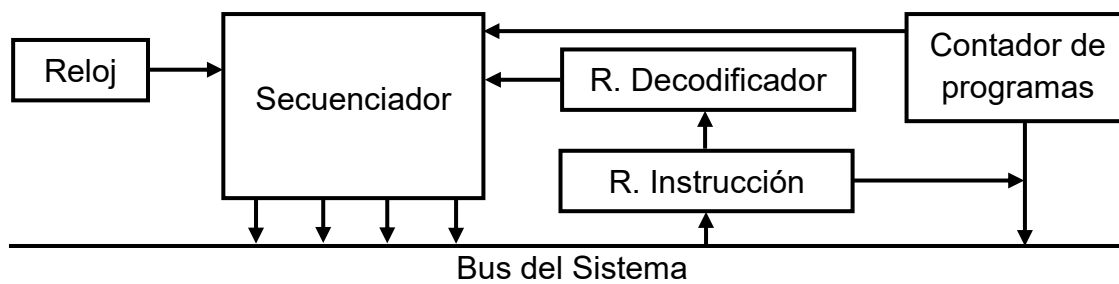 Reloj
Secuenciador
R. Decodificador
R. Instrucción
Contador de
programas
Bus del Sistema